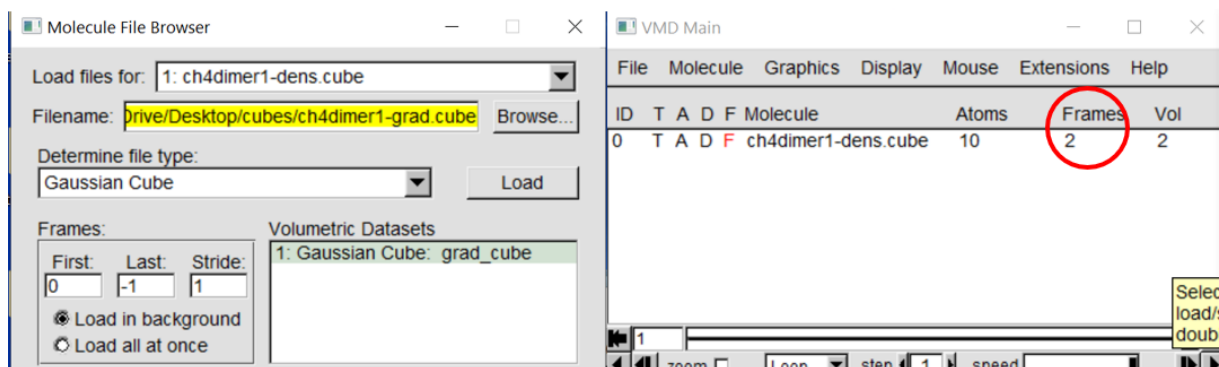 Molecule File Browser
Load files for: 1: ch4dimer1-dens.cube
Filename: Drive/Desktop/cubes/ch4dimer1-grad.cube Browse...
Determine file type:
Gaussian Cube Load
Frames:
First: Last: Stride:
0 -1 1
Load in background
Load all at once
Volumetric Datasets
1: Gaussian Cube: grad_cube
VMD Main
File Molecule Graphics Display Mouse Extensions Help
ID T A D F Molecule Atoms Frames Vol
0 T A D F ch4dimer1-dens.cube 10 2 2
Selec
load/s
doub
1
zoom Loop step 1 speed